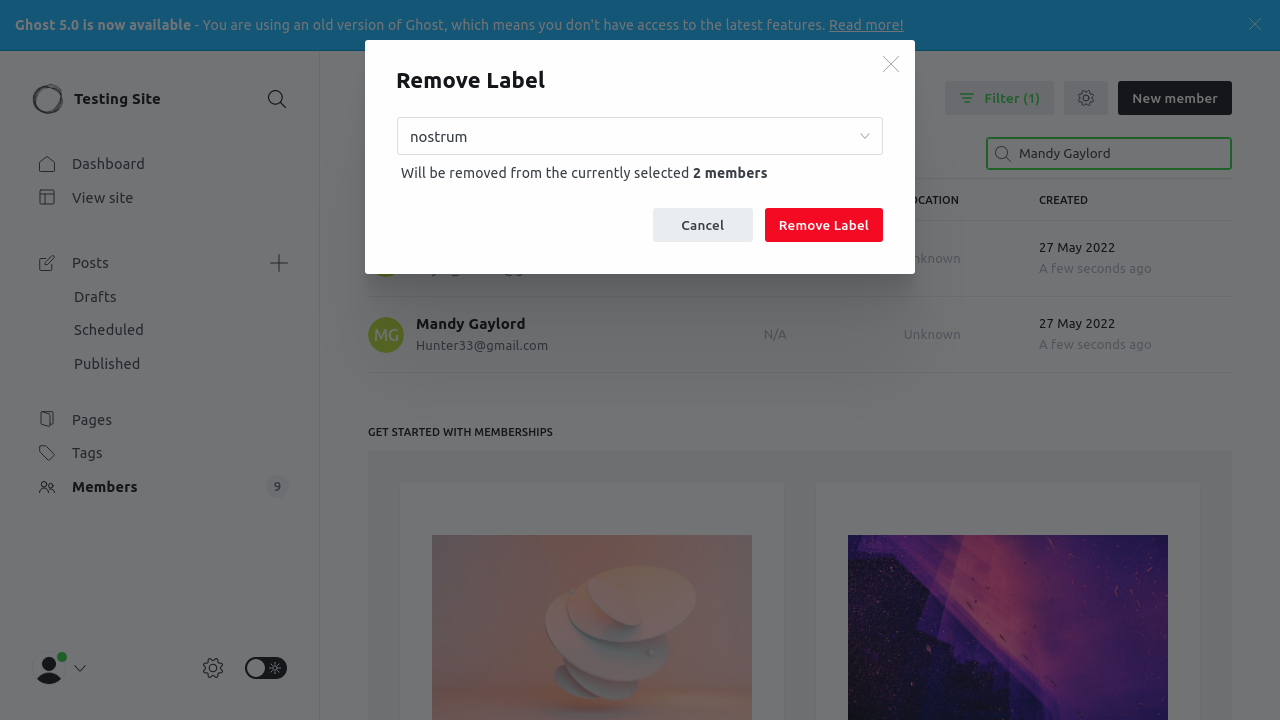 Ghost 5.0 is now available - You are using an old version of Ghost, which means you don't have access to the latest features. Read more!
Testing Site
Dashboard
View site
Posts
Drafts
Scheduled
Published
Pages
Tags
Members 9
Remove Label
nostrum
Will be removed from the currently selected 2 members
Cancel
Remove Label
Filter (1)
New member
Mandy Gaylord
CREATED
27 May 2022
A few seconds ago
MG
Mandy Gaylord
Hunter33@gmail.com
N/A
Unknown
27 May 2022
A few seconds ago
GET STARTED WITH MEMBERSHIPS